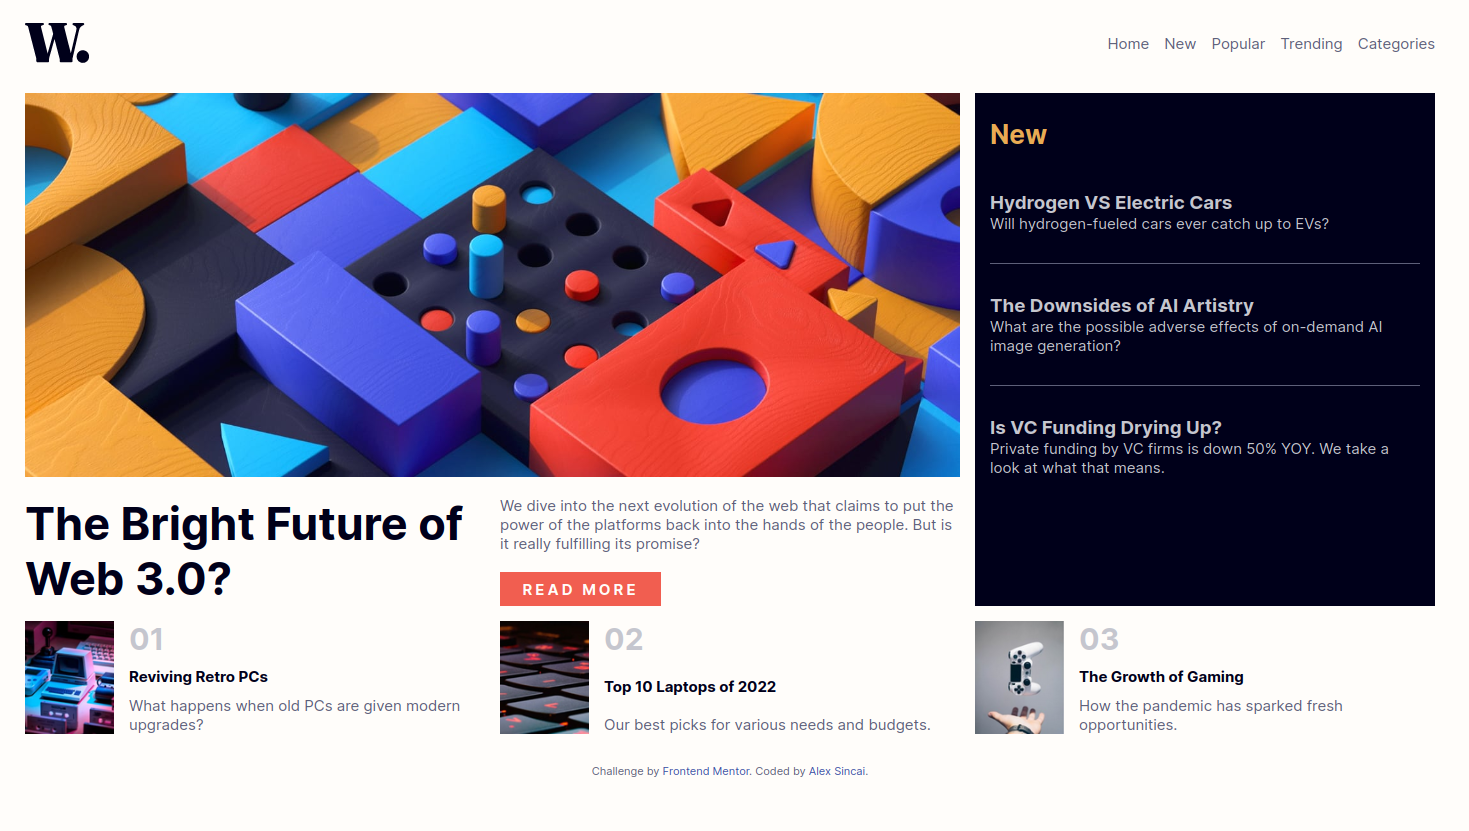 W.
Home New Popular Trending Categories
New
Hydrogen VS Electric Cars
Will hydrogen-fueled cars ever catch up to EVs?
The Downsides of AI Artistry
What are the possible adverse effects of on-demand AI
image generation?
Is VC Funding Drying Up?
Private funding by VC firms is down 50% YOY. We take a
look at what that means.
The Bright Future of
Web 3.0?
We dive into the next evolution of the web that claims to put the
power of the platforms back into the hands of the people. But is
it really fulfilling its promise?
READ MORE
01
Reviving Retro PCs
What happens when old PCs are given modern
upgrades?
02
Top 10 Laptops of 2022
Our best picks for various needs and budgets.
03
The Growth of Gaming
How the pandemic has sparked fresh
opportunities.
Challenge by Frontend Mentor. Coded by Alex Sincai.